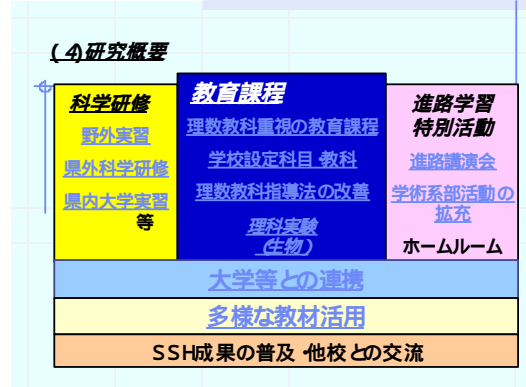 (4)研究概要
科学研修
野外実習
県外科学研修
県内大学実習
等
教育課程
理数教科重視の教育課程
学校設定科目・教科
理数教科指導法の改善
理科実験
(生物)
進路学習
特別活動
進路講演会
学術系部活動の
拡充
ホームルーム
大学等との連携
多様な教材活用
SSH成果の普及・他校との交流